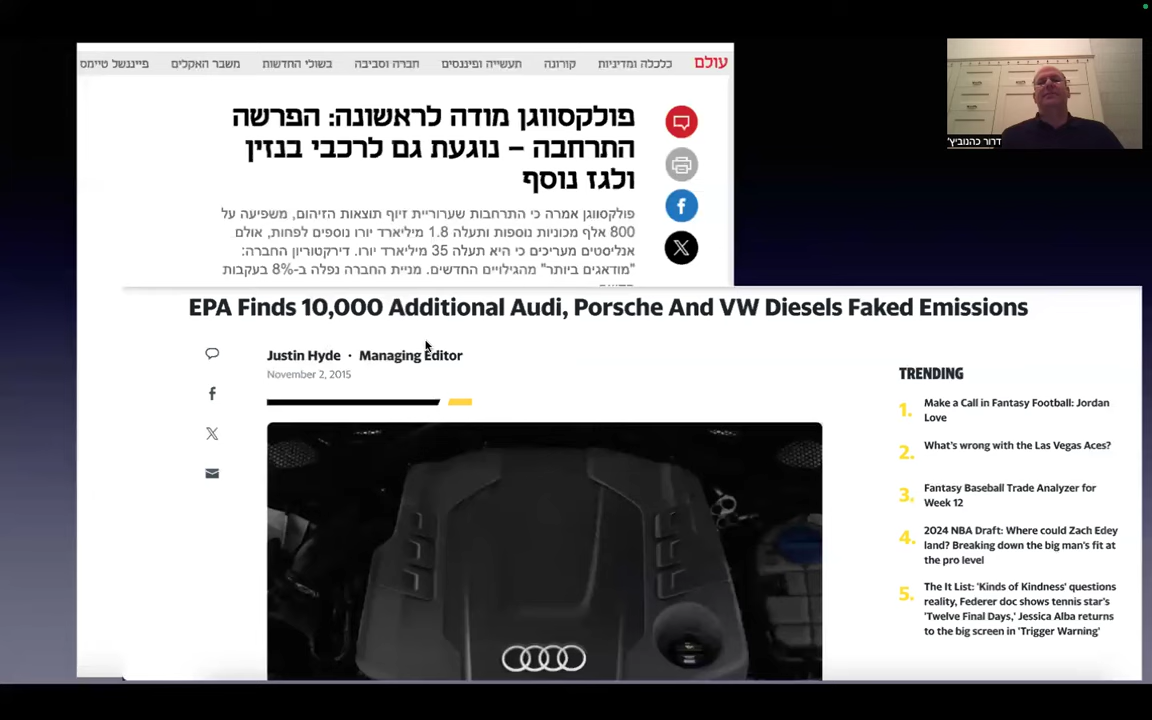 עולם
כלכלה ומדיניות
קורונה
תעשייה ופיננסים
חברה וסביבה
בשולי החדשות
משבר האקלים
פייננשל טיימס
פולקסווגן מודה לראשונה: הפרשה
התרחבה – נוגעת גם לרכבי בנזין
ולגז נוסף
פולקסווגן אמרה כי התרחבות שערוריית זיוף תוצאות הזיהום, משפיעה על
800 אלף מכוניות נוספות ותעלה 1.8 מיליארד יורו נוספים לפחות, אולם
אנליסטים מעריכים כי היא תעלה 35 מיליארד יורו. דירקטוריון החברה:
"מודאגים ביותר" מהגילויים החדשים. מניית החברה נפלה ב-8% בעקבות
דרור כהנוביץ'
EPA Finds 10,000 Additional Audi, Porsche And VW Diesels Faked Emissions
Justin Hyde · Managing Editor
November 2, 2015
TRENDING
1. Make a Call in Fantasy Football: Jordan
Love
2. What's wrong with the Las Vegas Aces?
3. Fantasy Baseball Trade Analyzer for
Week 12
4. 2024 NBA Draft: Where could Zach Edey
land? Breaking down the big man's fit at
the pro level
5. The It List: 'Kinds of Kindness' questions
reality, Federer doc shows tennis star's
'Twelve Final Days,' Jessica Alba returns
to the big screen in 'Trigger Warning'